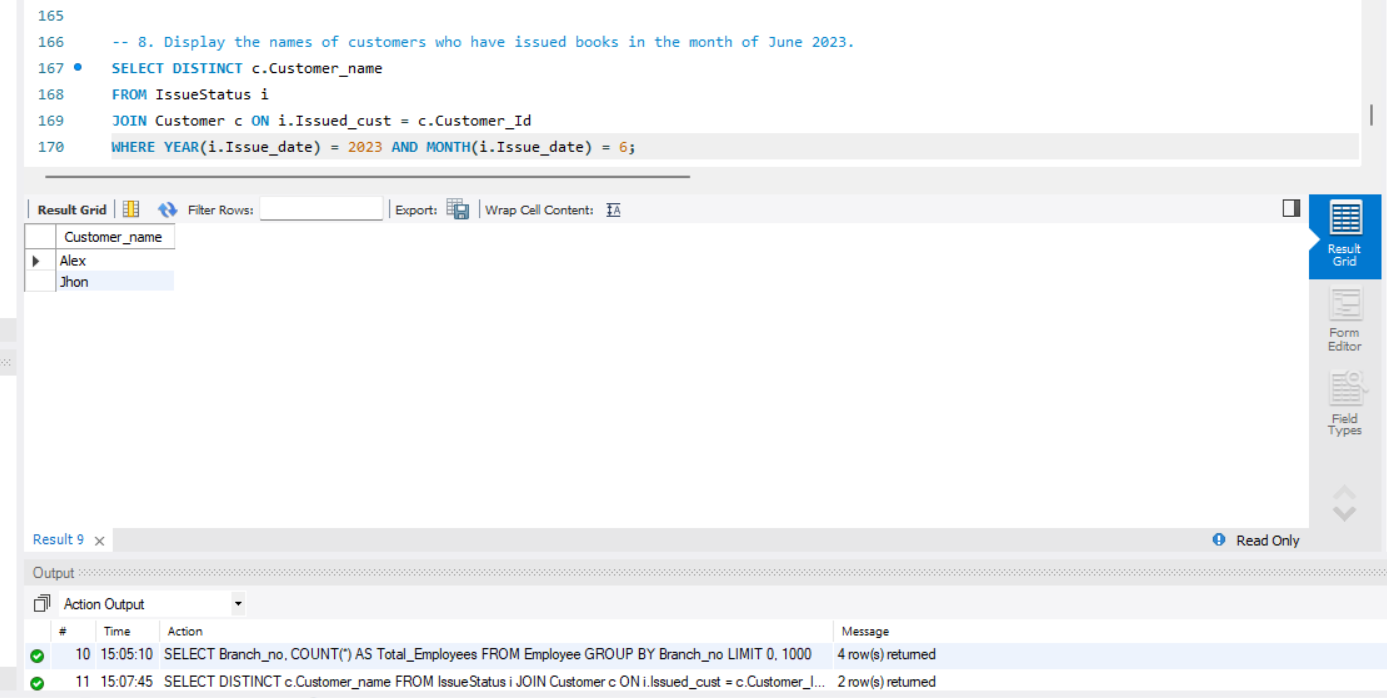 165
166 -- 8. Display the names of customers who have issued books in the month of June 2023.
167 SELECT DISTINCT c.Customer_name
168 FROM IssueStatus i
169 JOIN Customer c ON i.Issued_cust = c.Customer_Id
170 WHERE YEAR(i.Issue_date) = 2023 AND MONTH(i.Issue_date) = 6;
Result Grid Filter Rows: Export: Wrap Cell Content: IA
Customer_name
Alex
Jhon
Result
Grid
Form
Editor
Field
Types
Result 9 × Read Only
Output
Action Output
# Time Action Message
10 15:05:10 SELECT Branch_no, COUNT(*) AS Total_Employees FROM Employee GROUP BY Branch_no LIMIT 0, 1000 4 row(s) returned
11 15:07:45 SELECT DISTINCT c.Customer_name FROM IssueStatus i JOIN Customer c ON i.Issued_cust = c.Customer_I... 2 row(s) returned